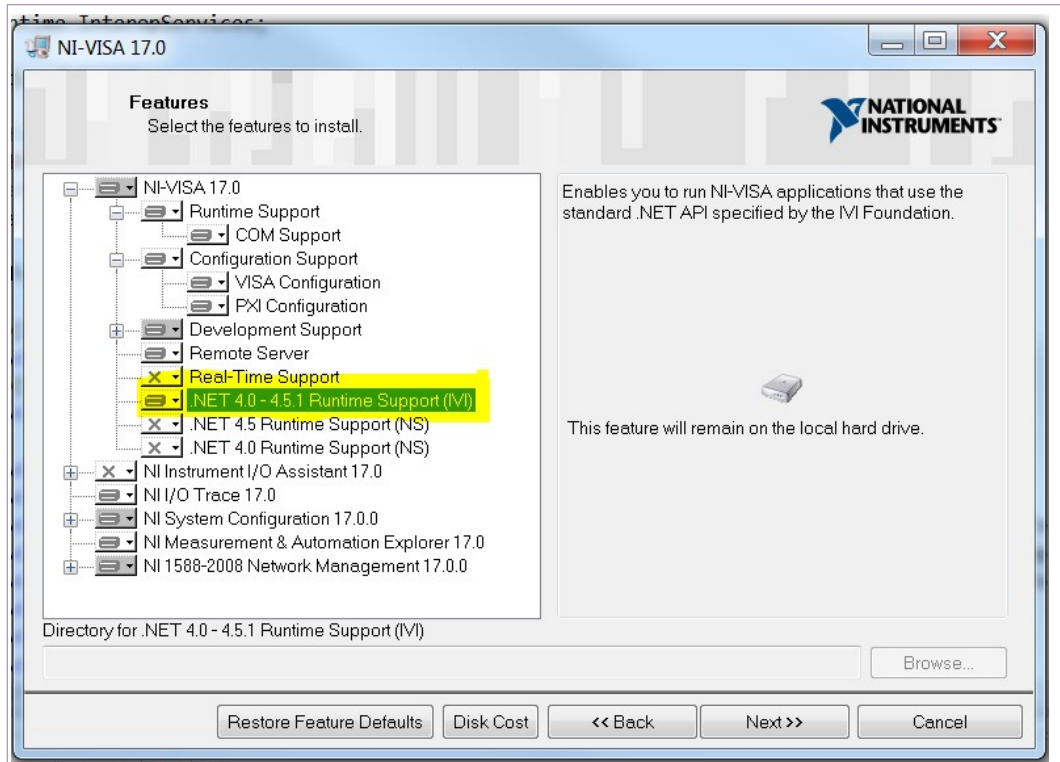 ntime.InteropServices;
NI-VISA 17.0
Features
Select the features to install.
NATIONAL
INSTRUMENTS
NI-VISA 17.0
Runtime Support
COM Support
Configuration Support
VISA Configuration
PXI Configuration
Development Support
Remote Server
Real-Time Support
.NET 4.0 - 4.5.1 Runtime Support (IVI)
.NET 4.5 Runtime Support (NS)
.NET 4.0 Runtime Support (NS)
NI Instrument I/O Assistant 17.0
NI I/O Trace 17.0
NI System Configuration 17.0.0
NI Measurement & Automation Explorer 17.0
NI 1588-2008 Network Management 17.0.0
Enables you to run NI-VISA applications that use the
standard .NET API specified by the IVI Foundation.
This feature will remain on the local hard drive.
Directory for .NET 4.0 - 4.5.1 Runtime Support (IVI)
Browse...
Restore Feature Defaults
Disk Cost
<< Back
Next >>
Cancel